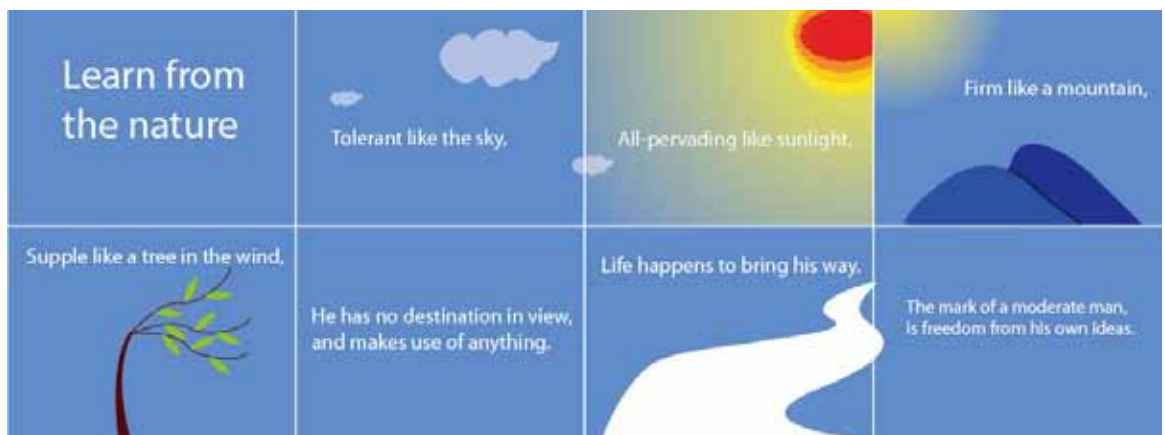 Learn from
the nature
Tolerant like the sky,
All-pervading like sunlight,
Firm like a mountain,
Supple like a tree in the wind,
He has no destination in view,
and makes use of anything.
Life happens to bring his way.
The mark of a moderate man,
is freedom from his own ideas.